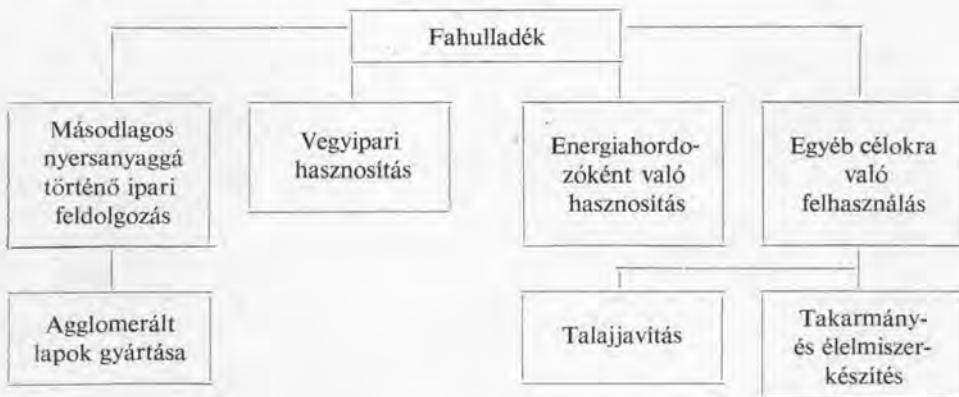 Fahulladék
Másodlagos
nyersanyaggá
történő ipari
feldolgozás
Vegyipari
hasznosítás
Energiahordo-
zóként való
hasznosítás
Egyéb célokra
való
felhasználás
Agglomerált
lapok gyártása
Talajjavítás
Takarmány-
és élelmiszer-
készítés